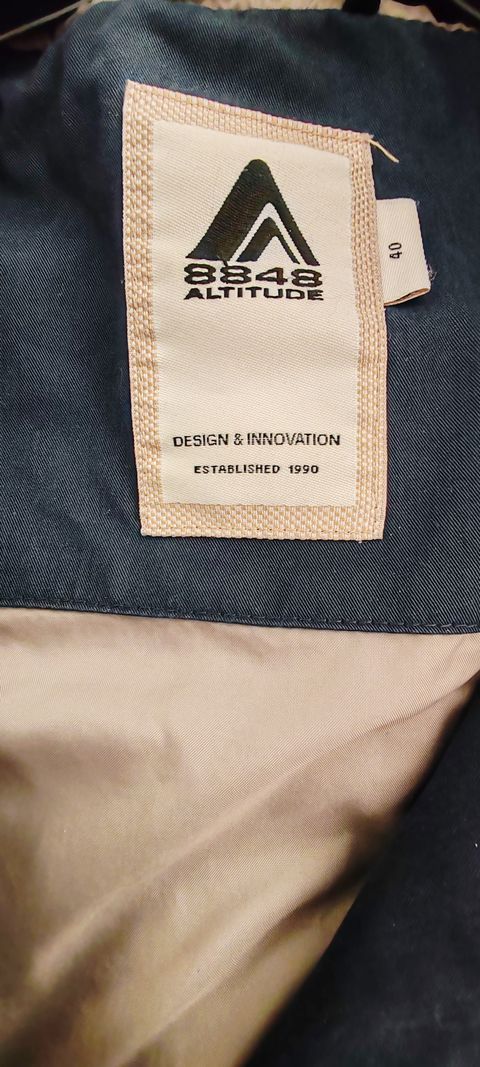 8848
ALTITUDE
40
DESIGN & INNOVATION
ESTABLISHED 1990